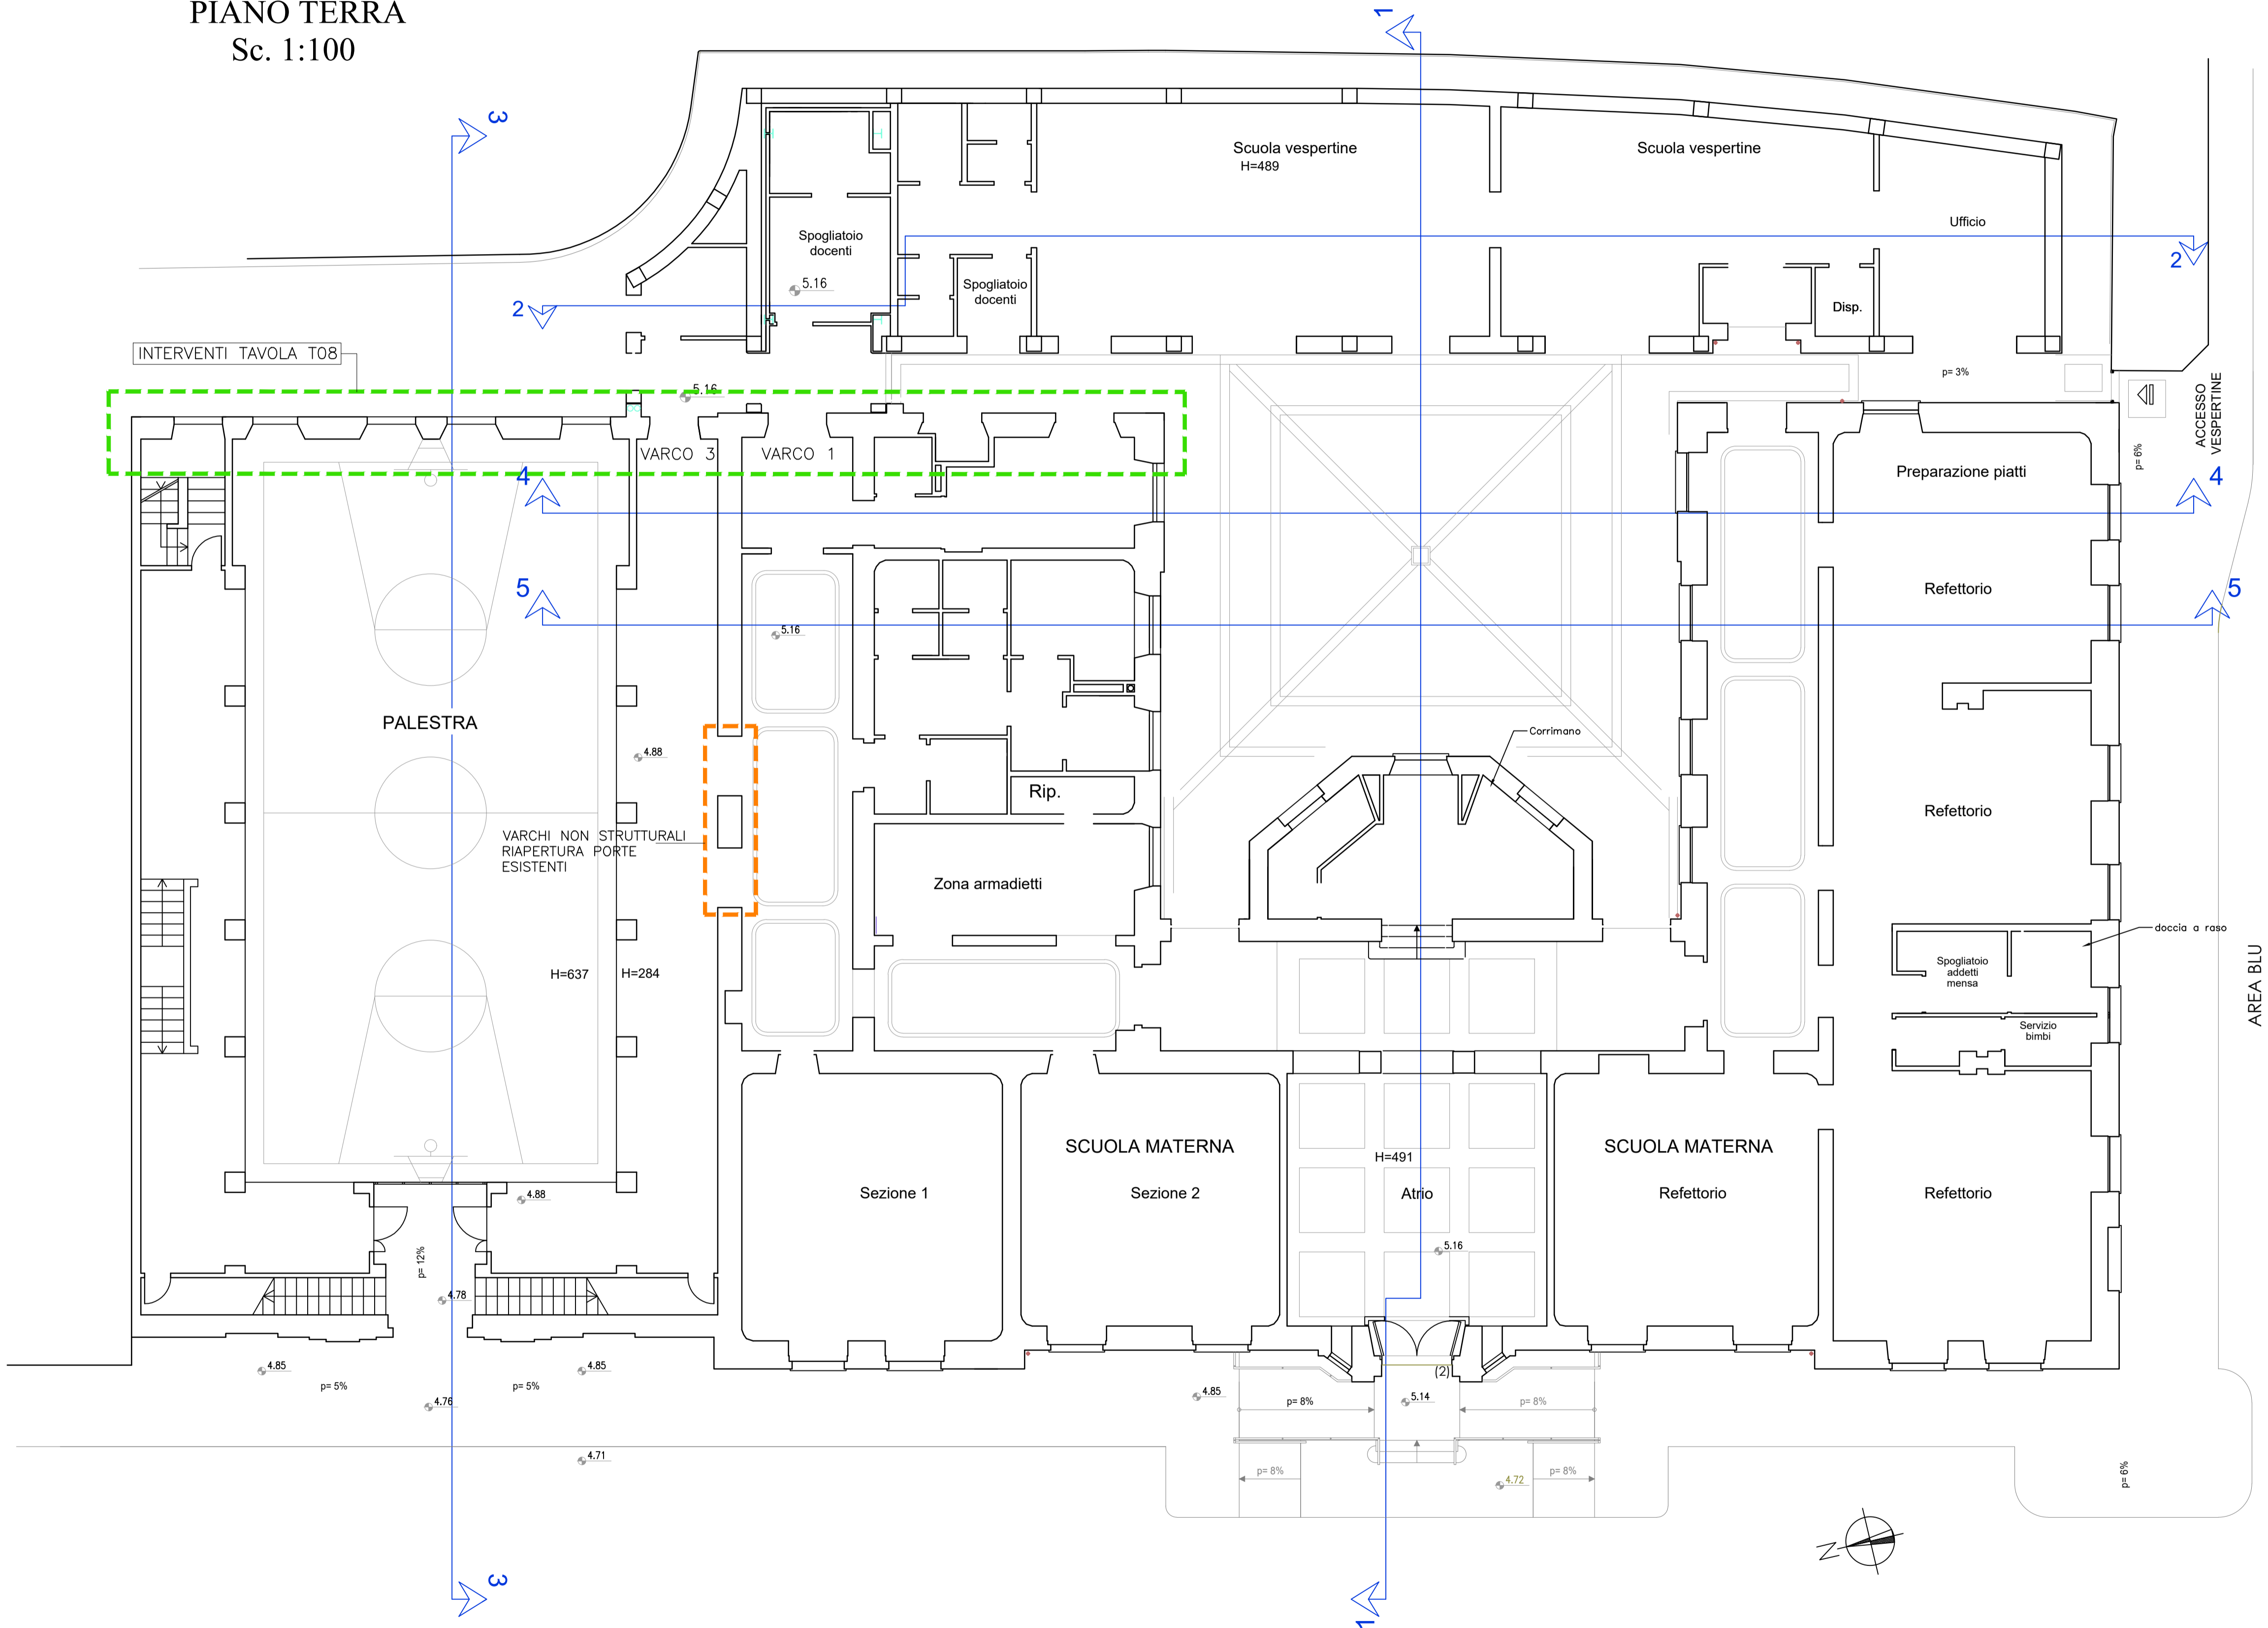 PIANO TERRA
Sc. 1:100
1
3
Scuola vespertine
H=489
Scuola vespertine
Ufficio
Spogliatoio
docenti
5.16
Spogliatoio
docenti
2
2
Disp.
INTERVENTI TAVOLA T08
5.16
p= 3%
ACCESSO
VESPERTINE
VARCO 3
VARCO 1
p= 6%
4
Preparazione piatti
4
5
Refettorio
5
5.16
PALESTRA
4.88
Corrimano
Rip.
VARCHI NON STRUTTURALI
RIAPERTURA PORTE
ESISTENTI
Refettorio
Zona armadietti
doccia a raso
Spogliatoio
addetti
mensa
H=637
H=284
AREA BLU
Servizio
bimbi
SCUOLA MATERNA
H=491
SCUOLA MATERNA
4.88
Sezione 1
Sezione 2
Atrio
Refettorio
Refettorio
p= 12%
5.16
4.78
4.85
4.85
(2)
p= 5%
p= 5%
4.85
5.14
p= 8%
p= 8%
4.76
4.71
p= 8%
4.72
p= 8%
p= 6%
N
3
1